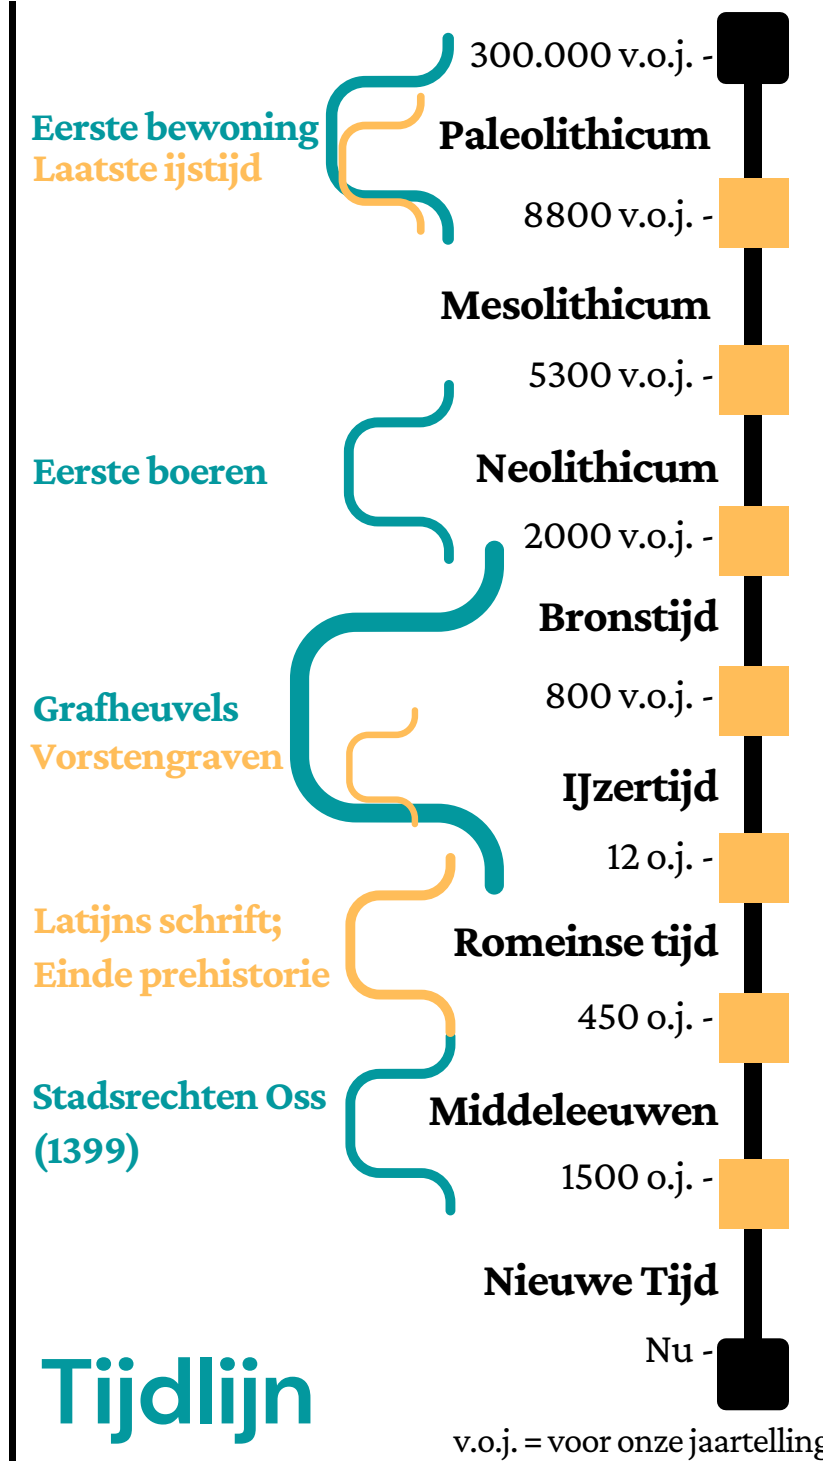 300.000 v.o.j. -
Eerste bewoning
Laatste ijstijd
Paleolithicum
8800 v.o.j. -
Mesolithicum
5300 v.o.j. -
Eerste boeren
Neolithicum
2000 v.o.j. -
Bronstijd
800 v.o.j. -
Grafheuvels
Vorstengraven
IJzertijd
12 o.j. -
Latijns schrift;
Einde prehistorie
Romeinse tijd
450 o.j. -
Stadsrechten Oss
(1399)
Middeleeuwen
1500 o.j. -
Nieuwe Tijd
Nu -
Tijdlijn
v.o.j. = voor onze jaartelling